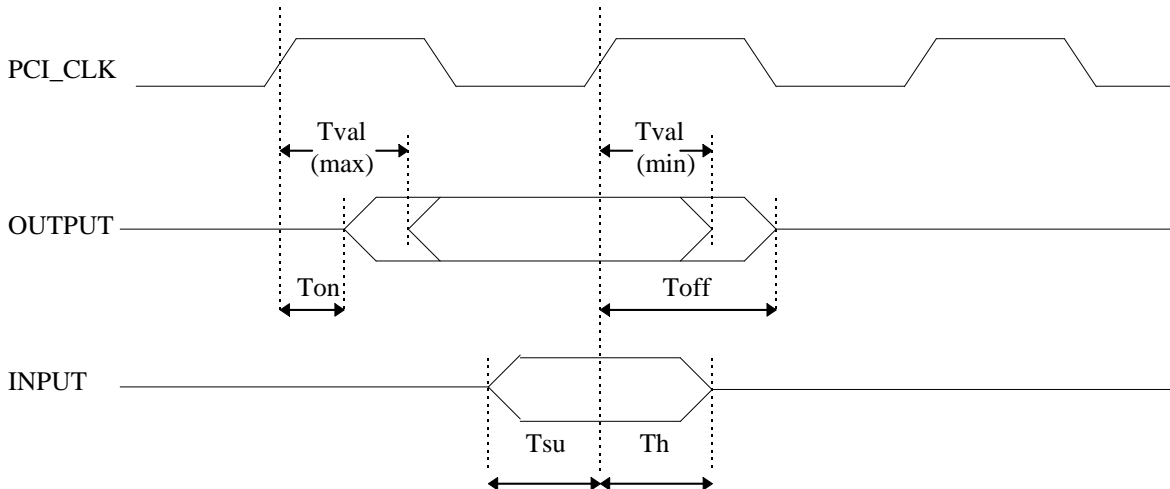 PCI_CLK
Tval
(max)
Tval
(min)
OUTPUT
Ton
Toff
INPUT
Tsu
Th